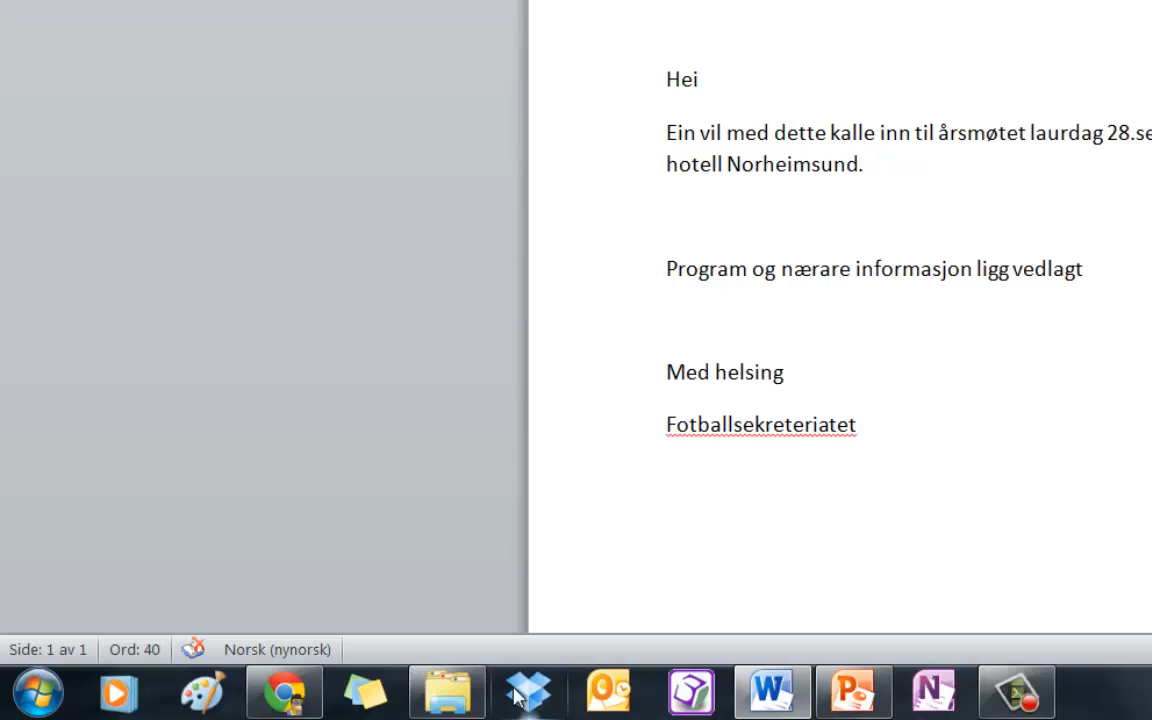 Hei
Ein vil med dette kalle inn til årsmøtet laurdag 28.se
hotell Norheimsund.
Program og nærare informasjon ligg vedlagt
Med helsing
Fotballsekreteriatet
Side: 1 av 1 Ord: 40 Norsk (nynorsk)